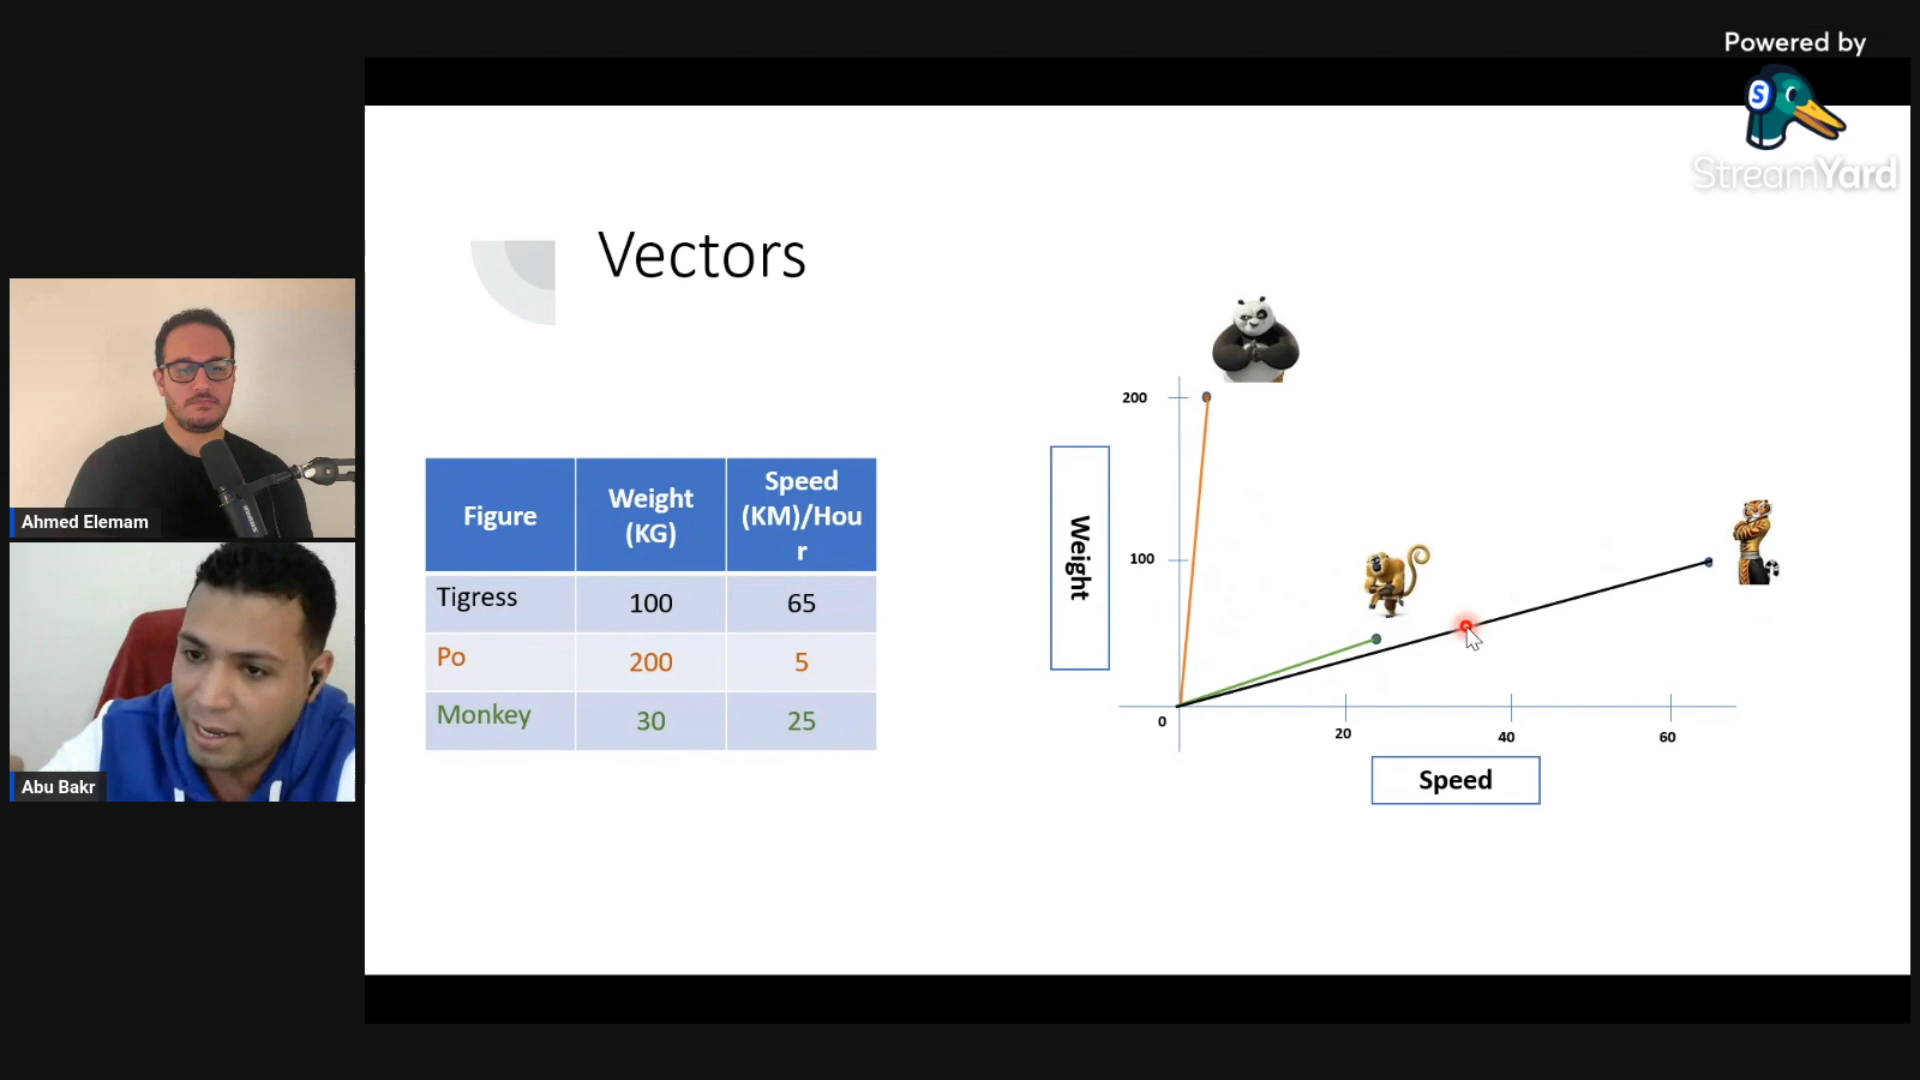 Powered by
S
StreamYard
Vectors
Ahmed Elemam
Abu Bakr
Figure
Weight
(KG)
Speed
(KM)/Hou
r
Tigress
100
65
Po
200
5
Monkey
30
25
200
100
0
20
40
60
Weight
Speed